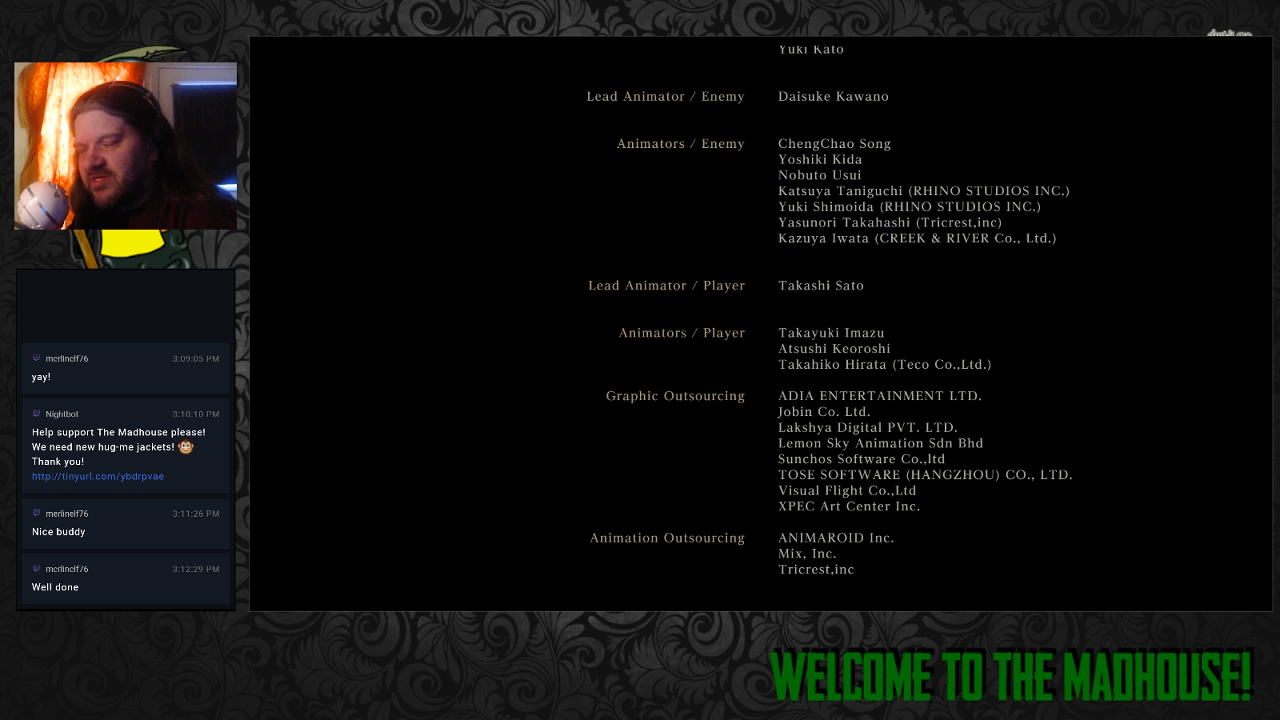 Yuki Kato
Lead Animator / Enemy Daisuke Kawano
Animators / Enemy ChengChao Song
Yoshiki Kida
Nobuto Usui
Katsuya Taniguchi (RHINO STUDIOS INC.)
Yuki Shimoida (RHINO STUDIOS INC.)
Yasunori Takahashi (Tricrest,inc)
Kazuya Iwata (CREEK & RIVER Co., Ltd.)
Lead Animator / Player Takashi Sato
Animators / Player Takayuki Imazu
Atsushi Keoroshi
Takahiko Hirata (Teco Co.,Ltd.)
Graphic Outsourcing ADIA ENTERTAINMENT LTD.
Jobin Co. Ltd.
Lakshya Digital PVT. LTD.
Lemon Sky Animation Sdn Bhd
Sunchos Software Co.,ltd
TOSE SOFTWARE (HANGZHOU) CO., LTD.
Visual Flight Co.,Ltd
XPEC Art Center Inc.
Animation Outsourcing ANIMAROID Inc.
Mix, Inc.
Tricrest,inc
merlinelf76 3:09:05 PM
yay!
Nightbot 3:10:10 PM
Help support The Madhouse please!
We need new hug-me jackets!
Thank you!
http://tinyurl.com/ybdrpvae
merlinelf76 3:11:26 PM
Nice buddy
merlinelf76 3:12:29 PM
Well done
WELCOME TO THE MADHOUSE!